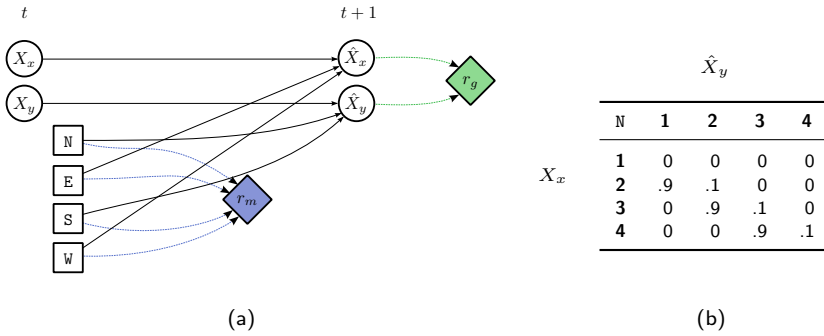 t t + 1
X_x X̂_x
r_g
X_y X̂_y
N
E
r_m
S
W
(a)
X̂_y
N 1 2 3 4
1 0 0 0 0
X_x
2 .9 .1 0 0
3 0 .9 .1 0
4 0 0 .9 .1
(b)